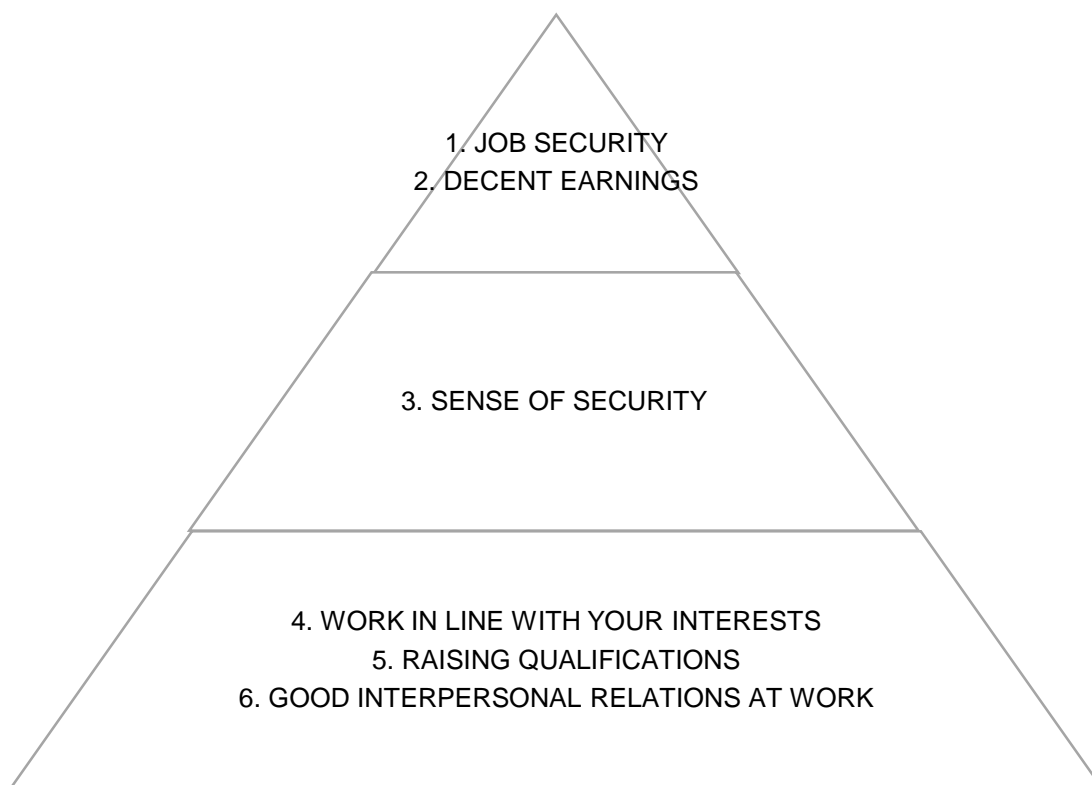 1. JOB SECURITY
2. DECENT EARNINGS
3. SENSE OF SECURITY
4. WORK IN LINE WITH YOUR INTERESTS
5. RAISING QUALIFICATIONS
6. GOOD INTERPERSONAL RELATIONS AT WORK